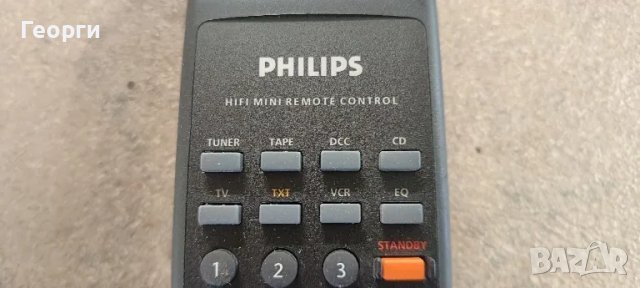 Георги
PHILIPS
HIFI MINI REMOTE CONTROL
TUNER TAPE DCC CD
TV TXT VCR EQ
STANDBY
1 2 3
BAZAR